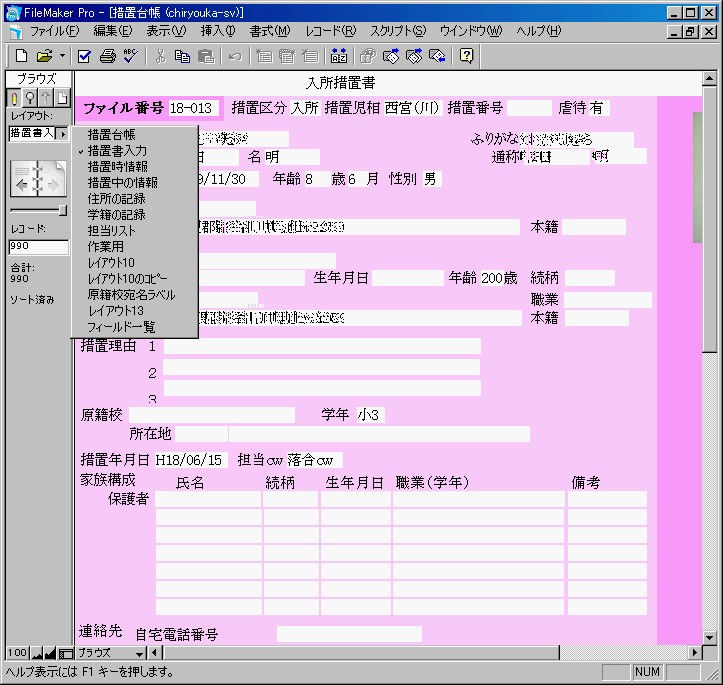 FileMaker Pro - [措置台帳 (chiryouka-sv)]
ファイル(F) 編集(E) 表示(V) 挿入(I) 書式(M) レコード(R) スクリプト(S) ウインドウ(W) ヘルプ(H)
ブラウズ
レイアウト:
措置書入
措置台帳
措置書入力
措置時情報
措置中の情報
住所の記録
学籍の記録
担当リスト
作業用
レイアウト10
レイアウト10のコピー
原籍校宛名ラベル
レイアウト13
フィールド一覧
レコード:
990
合計:
990
ソート済み
入所措置書
ファイル番号 18-013 措置区分 入所 措置児相 西宮(川) 措置番号 虐待 有
ふりがな
名 明 通称
9/11/30 年齢 8 歳 6 月 性別 男
本籍
生年月日 年齢 200歳 続柄
職業
本籍
措置理由 1
2
3
原籍校 学年 小3
所在地
措置年月日 H18/06/15 担当cw 落合cw
家族構成 氏名 続柄 生年月日 職業(学年) 備考
保護者
連絡先 自宅電話番号
100 ブラウズ
ヘルプ表示には F1 キーを押します。 NUM